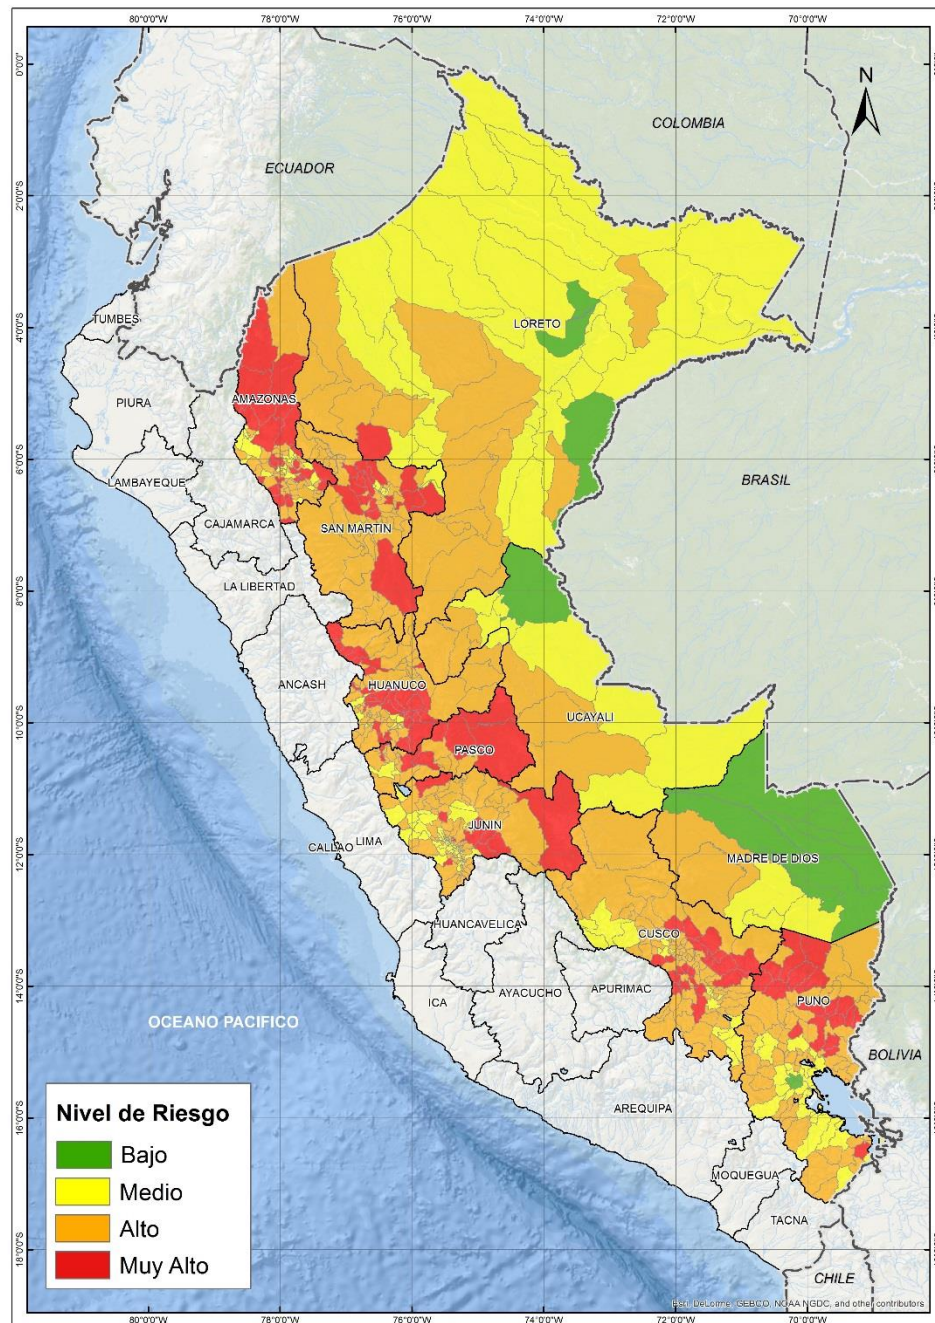 80°0'0"W 78°0'0"W 76°0'0"W 74°0'0"W 72°0'0"W 70°0'0"W
0°0'0"
2°0'0"S
4°0'0"S
6°0'0"S
8°0'0"S
10°0'0"S
12°0'0"S
14°0'0"S
16°0'0"S
18°0'0"S
N
COLOMBIA
ECUADOR
TUMBES
LORETO
PIURA
AMAZONAS
LAMBAYEQUE
BRASIL
CAJAMARCA
SAN MARTIN
LA LIBERTAD
ANCASH
HUANUCO
UCAYALI
PASCO
JUNIN
CALLAO
LIMA
MADRE DE DIOS
HUANCAVELICA
CUSCO
ICA
AYACUCHO
APURIMAC
PUNO
OCEANO PACIFICO
BOLIVIA
AREQUIPA
MOQUEGUA
TACNA
CHILE
Nivel de Riesgo
Bajo
Medio
Alto
Muy Alto
Esri, DeLorme, GEBCO, NOAA NGDC, and other contributors
80°0'0"W 78°0'0"W 76°0'0"W 74°0'0"W 72°0'0"W 70°0'0"W